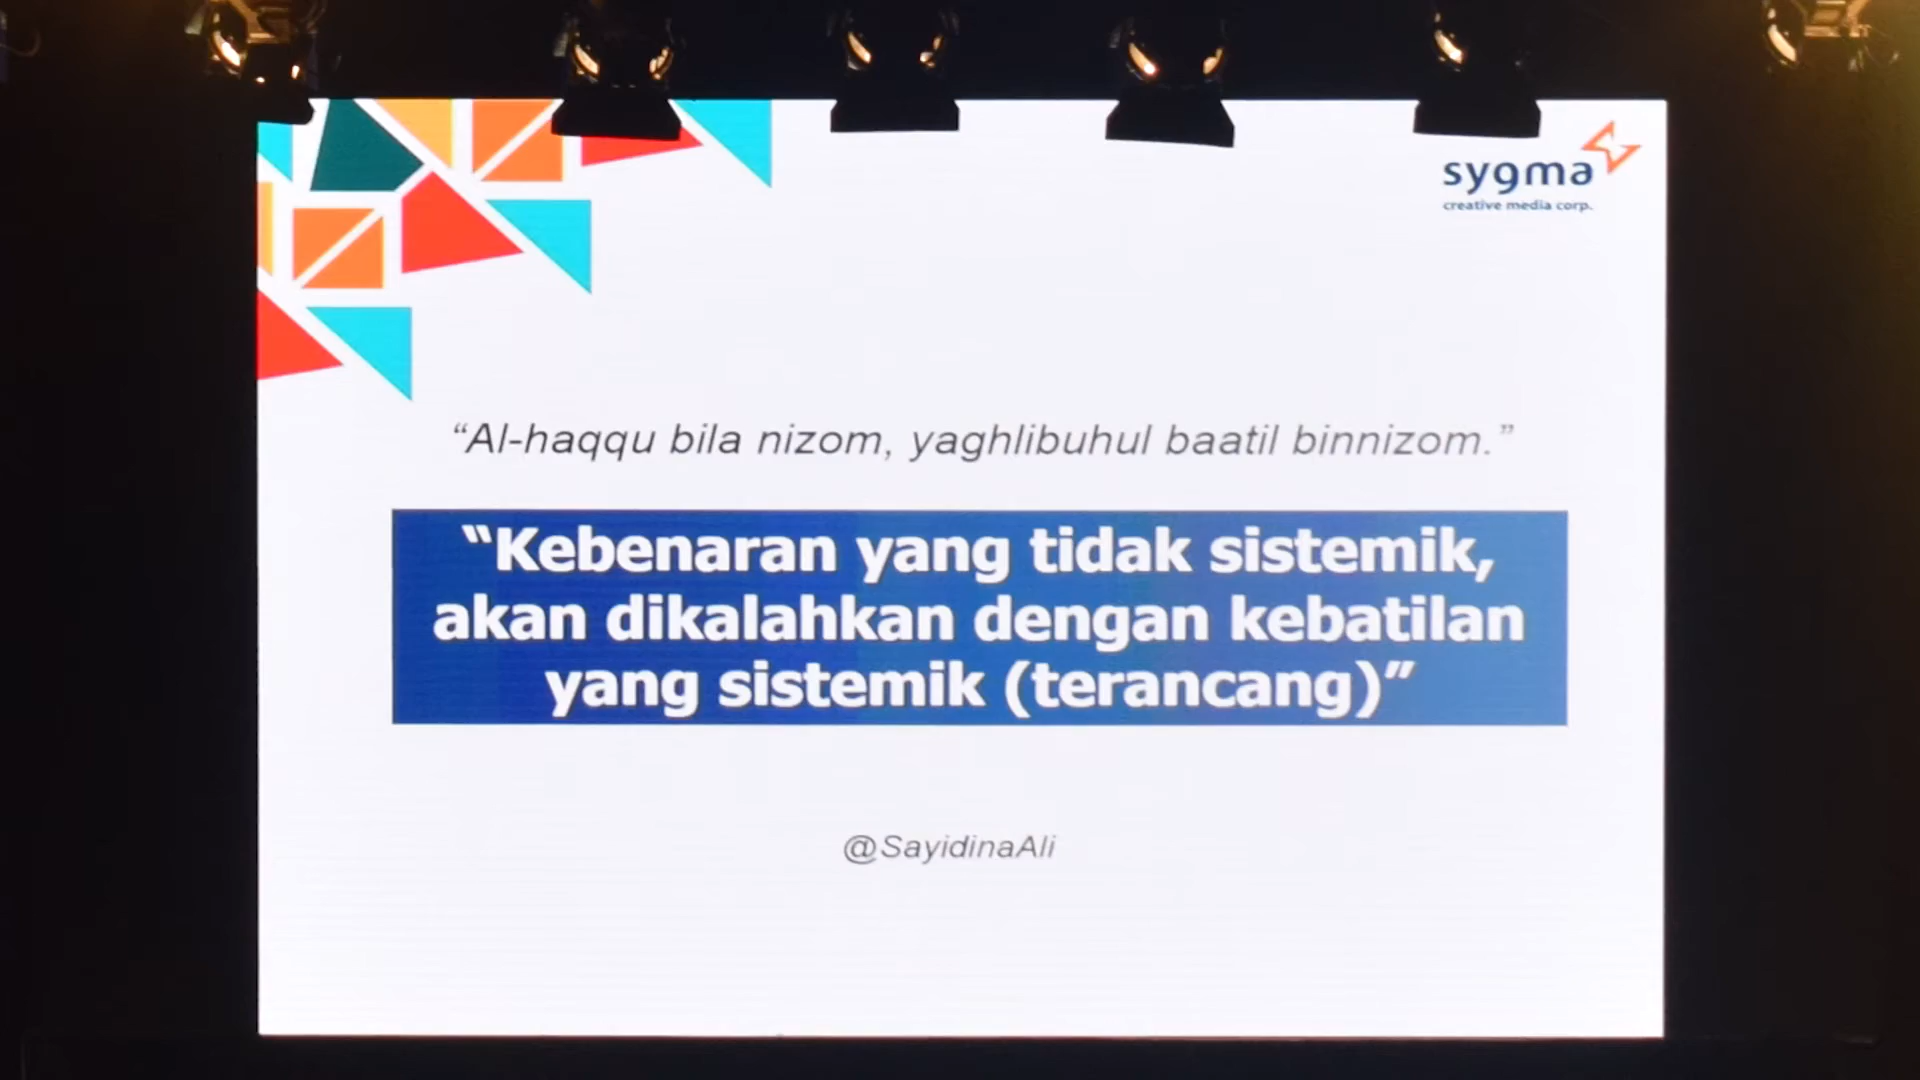 sygma
creative media corp.
“Al-haqqu bila nizom, yaghlibuhul baatil binnizom.”
“Kebenaran yang tidak sistemik,
akan dikalahkan dengan kebatilan
yang sistemik (terancang)”
@SayidinaAli